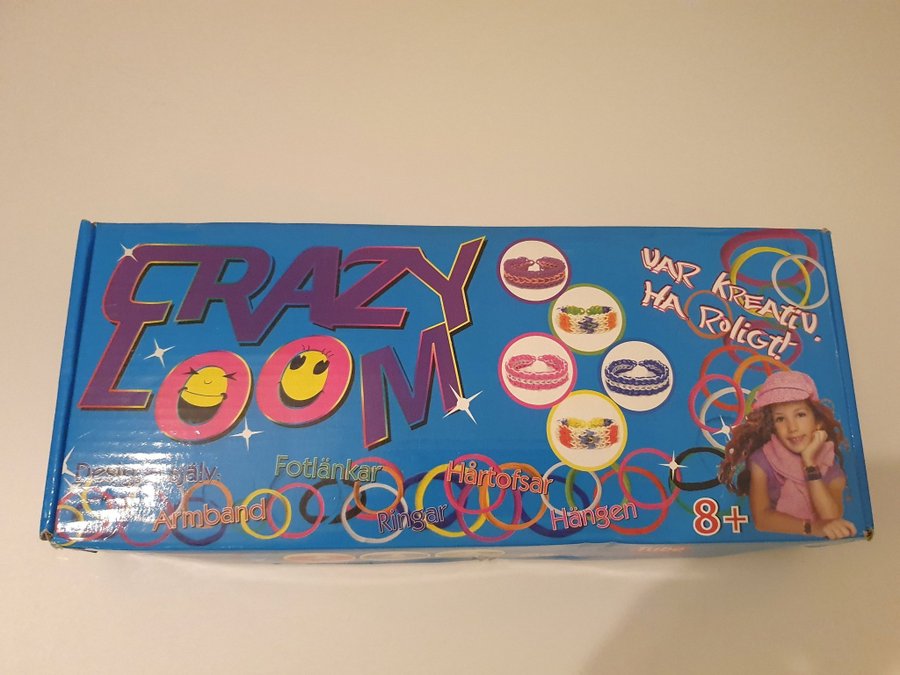 CRAZY
LOOM
VAR KREATIV.
HA ROLIGT!
Fotlänkar
Hårtofsar
Armband
Ringar
Hängen
8+